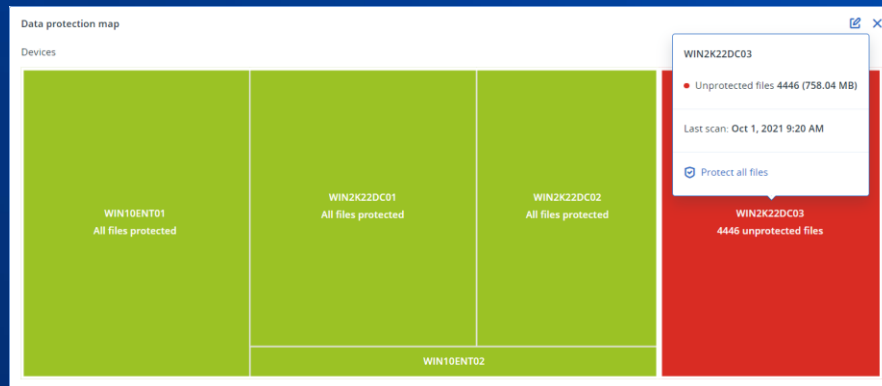 Data protection map
Devices
WIN2K22DC03
Unprotected files 4446 (758.04 MB)
Last scan: Oct 1, 2021 9:20 AM
Protect all files
WIN10ENT01
All files protected
WIN2K22DC01
All files protected
WIN2K22DC02
All files protected
WIN2K22DC03
4446 unprotected files
WIN10ENT02